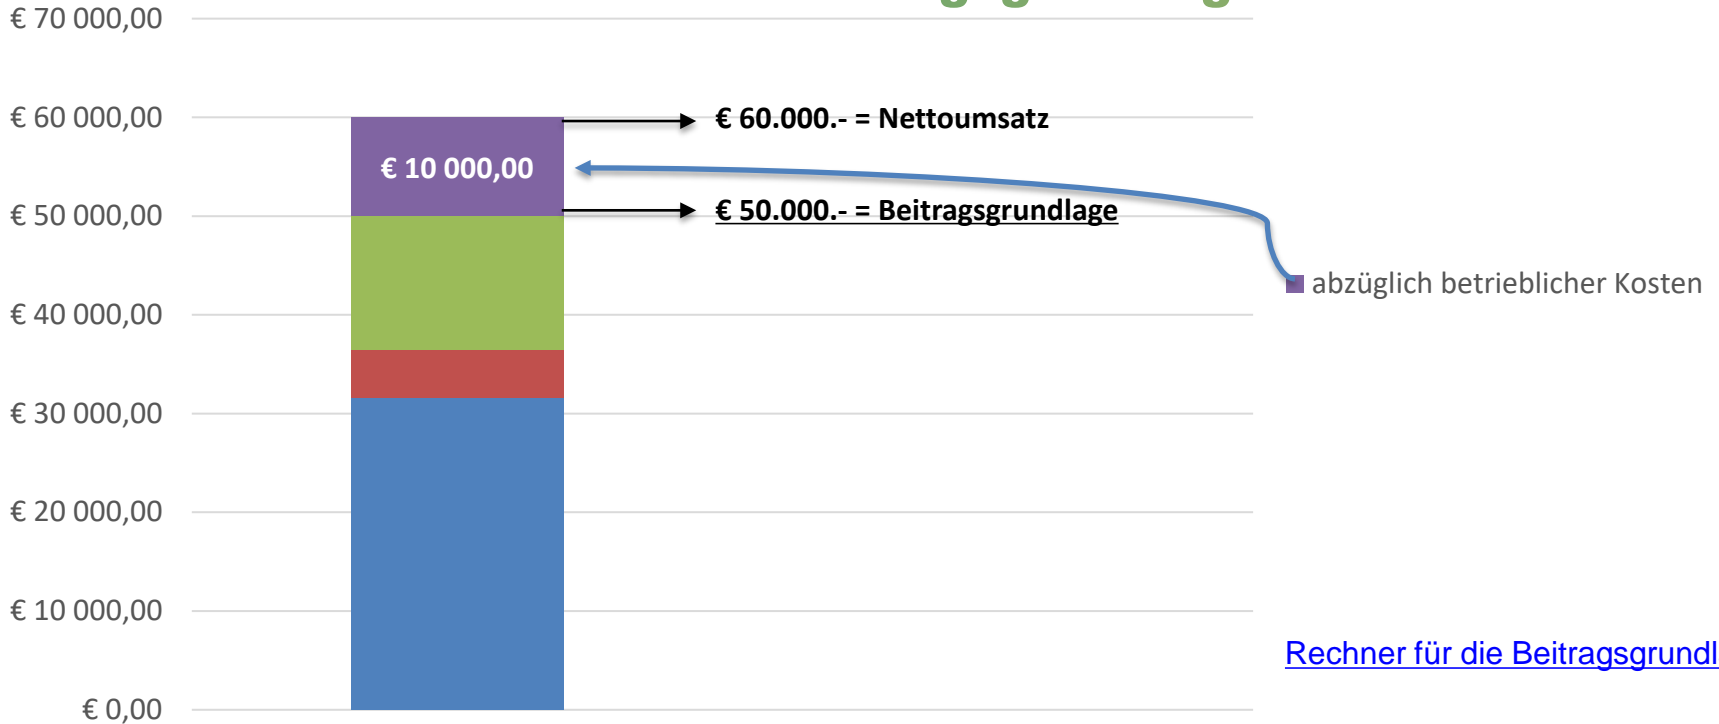 € 70 000,00
€ 60 000,00
€ 60.000.- = Nettoumsatz
€ 10 000,00
€ 50 000,00
€ 50.000.- = Beitragsgrundlage
abzüglich betrieblicher Kosten
€ 40 000,00
€ 30 000,00
€ 20 000,00
€ 10 000,00
Rechner für die Beitragsgrundl
€ 0,00